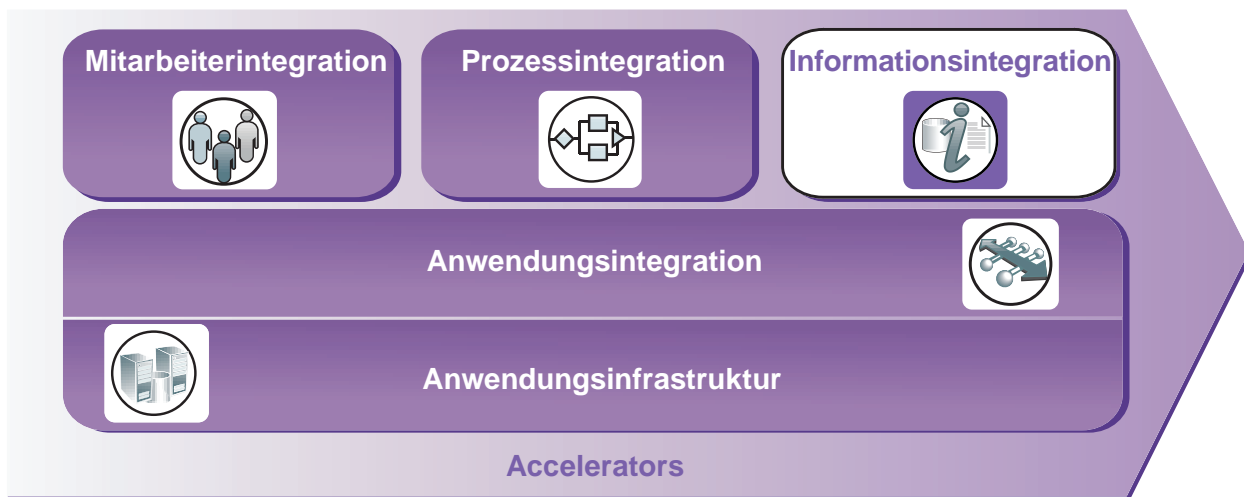 Mitarbeiterintegration
Prozessintegration
Informationsintegration
Anwendungsintegration
Anwendungsinfrastruktur
Accelerators